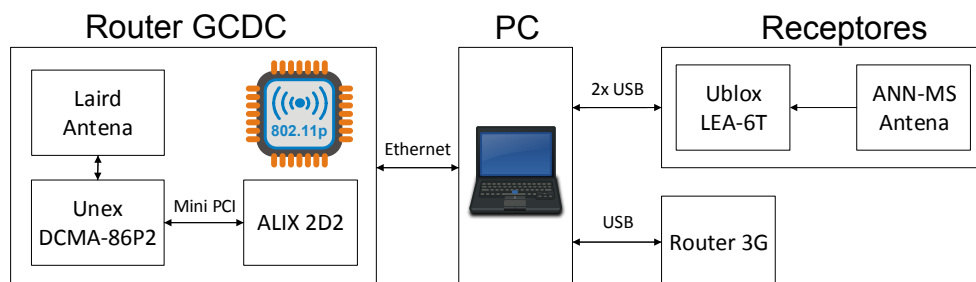 Router GCDC
PC
Receptores
Laird
Antena
802.11p
Unex
DCMA-86P2
Mini PCI
ALIX 2D2
Ethernet
2x USB
Ublox
LEA-6T
ANN-MS
Antena
USB
Router 3G